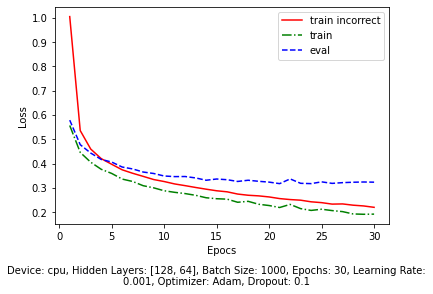 1.0
0.9
0.8
0.7
0.6
0.5
0.4
0.3
0.2
Loss
train incorrect
train
eval
0 5 10 15 20 25 30
Epocs
Device: cpu, Hidden Layers: [128, 64], Batch Size: 1000, Epochs: 30, Learning Rate:
0.001, Optimizer: Adam, Dropout: 0.1